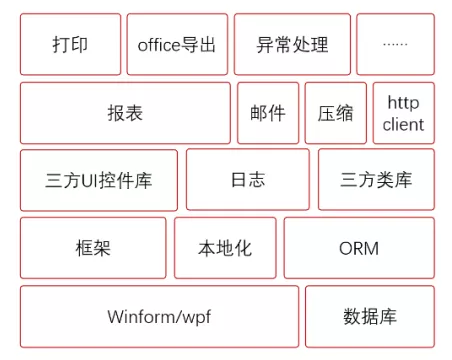 打印
office导出
异常处理
……
报表
邮件
压缩
http
client
三方UI控件库
日志
三方类库
框架
本地化
ORM
Winform/wpf
数据库